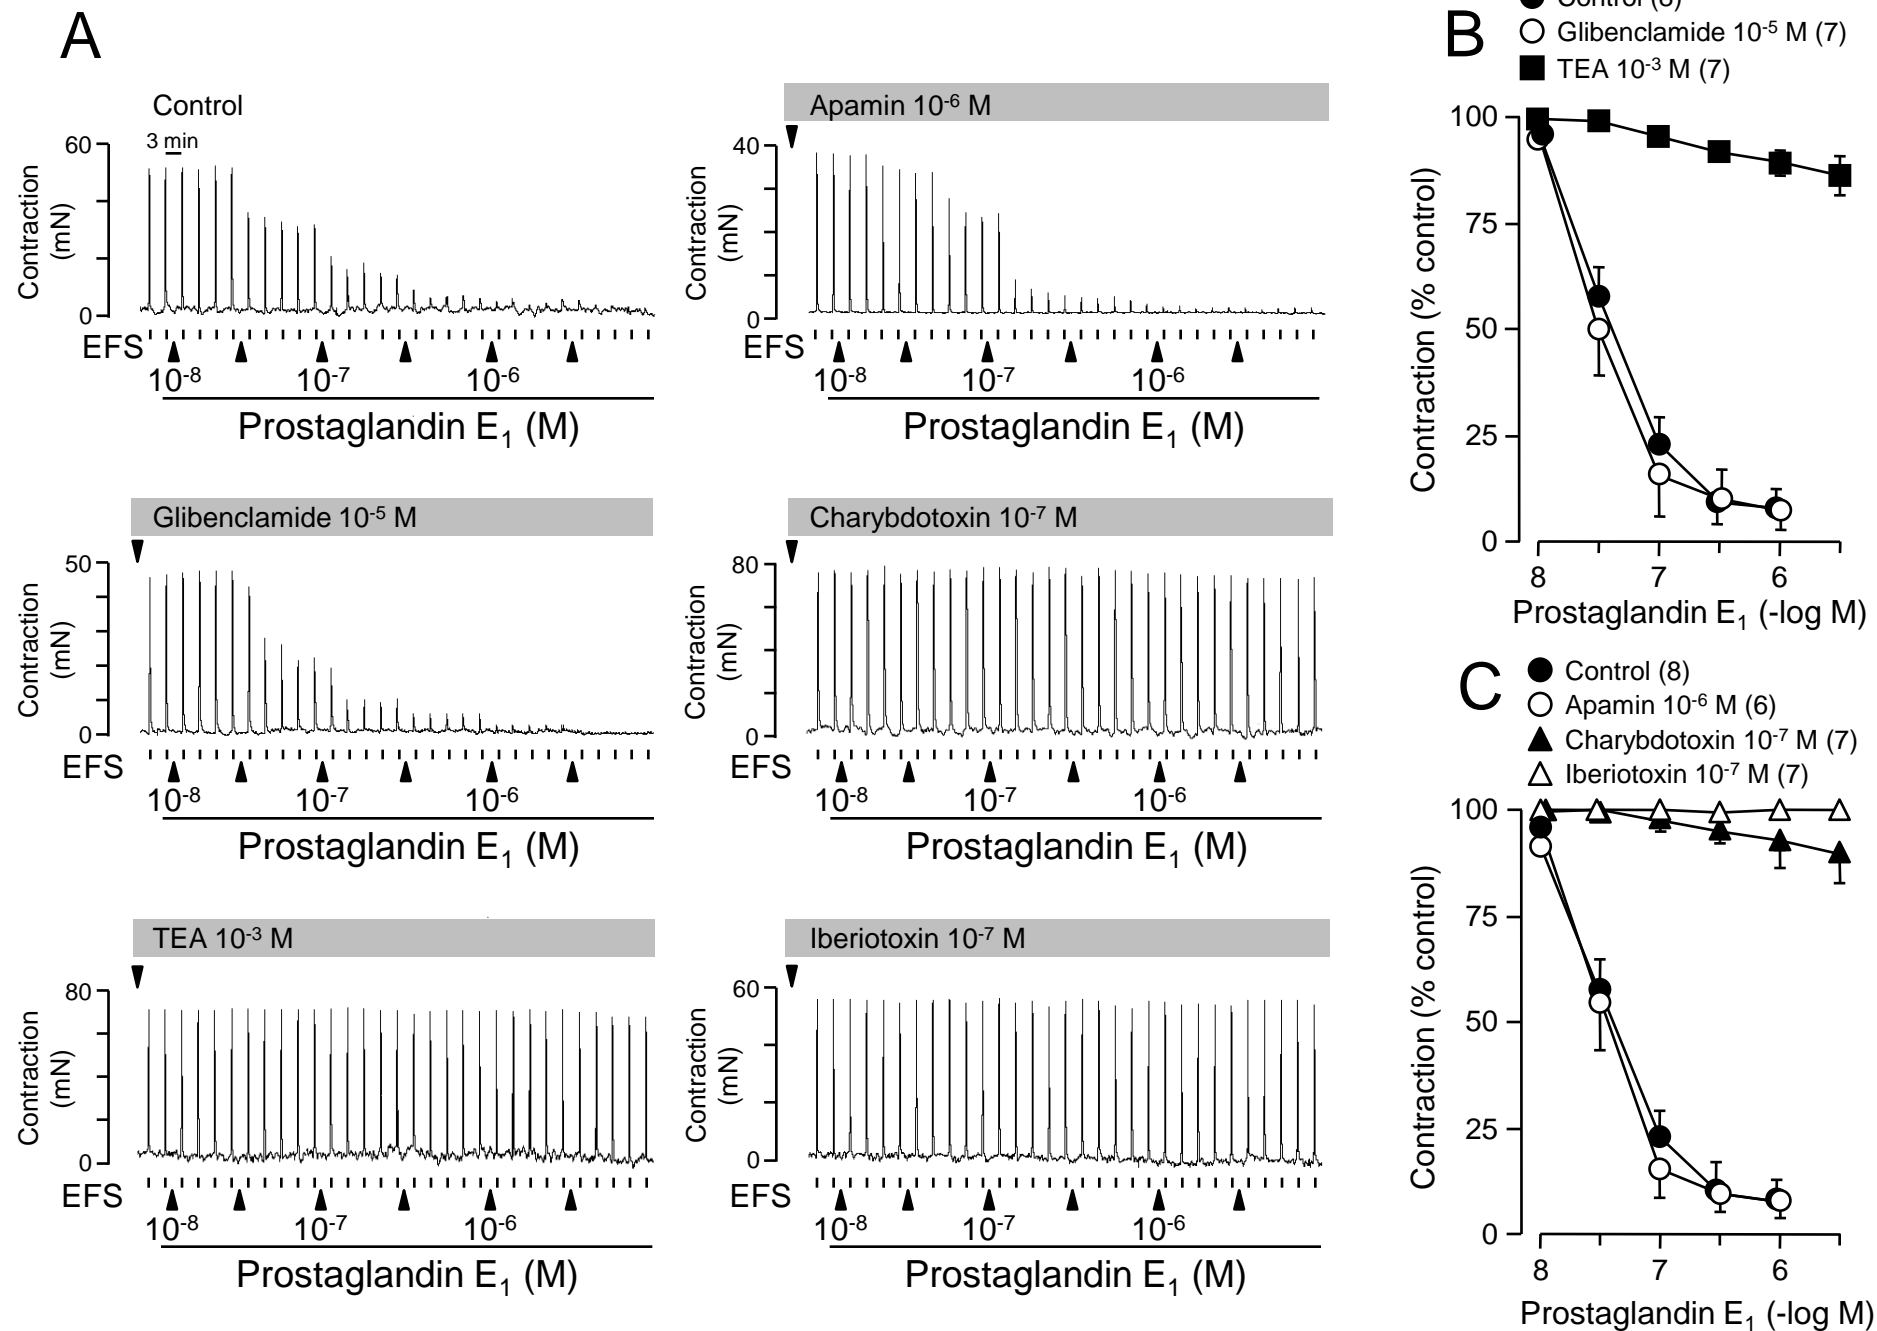 A
Control
3 min
60
0
Contraction
(mN)
EFS
10-8
10-7
10-6
Prostaglandin E1 (M)
Apamin 10-6 M
40
0
Contraction
(mN)
EFS
10-8
10-7
10-6
Prostaglandin E1 (M)
Glibenclamide 10-5 M
50
0
Contraction
(mN)
EFS
10-8
10-7
10-6
Prostaglandin E1 (M)
Charybdotoxin 10-7 M
80
0
Contraction
(mN)
EFS
10-8
10-7
10-6
Prostaglandin E1 (M)
TEA 10-3 M
80
0
Contraction
(mN)
EFS
10-8
10-7
10-6
Prostaglandin E1 (M)
Iberiotoxin 10-7 M
60
0
Contraction
(mN)
EFS
10-8
10-7
10-6
Prostaglandin E1 (M)
B
Control (8)
Glibenclamide 10-5 M (7)
TEA 10-3 M (7)
100
75
50
25
0
Contraction (% control)
8
7
6
Prostaglandin E1 (-log M)
C
Control (8)
Apamin 10-6 M (6)
Charybdotoxin 10-7 M (7)
Iberiotoxin 10-7 M (7)
100
75
50
25
0
Contraction (% control)
8
7
6
Prostaglandin E1 (-log M)